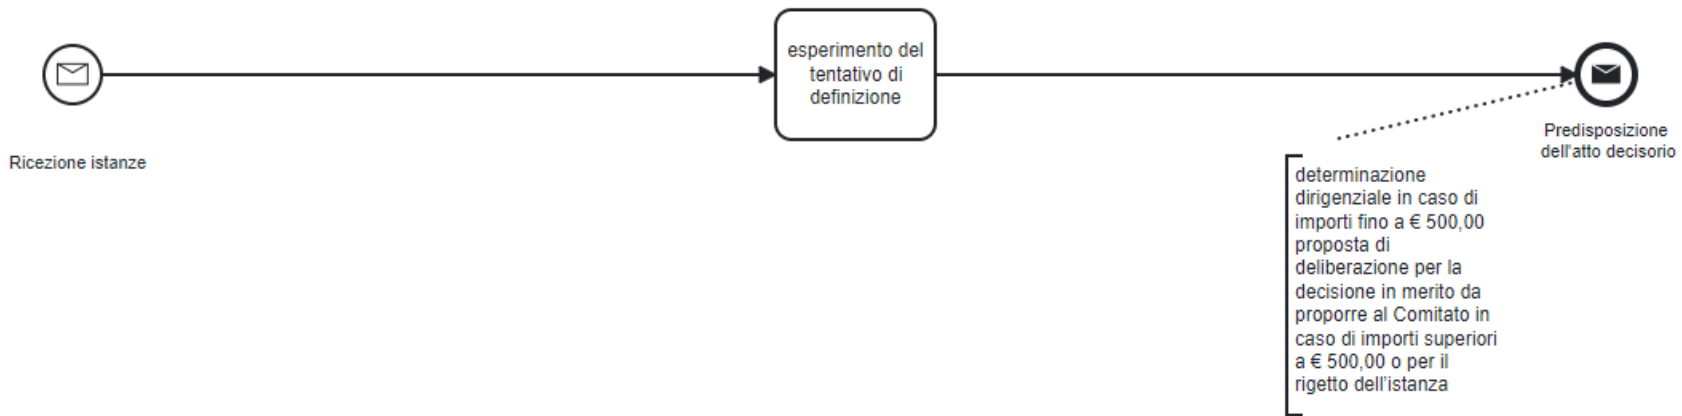 Ricezione istanze
esperimento del
tentativo di
definizione
Predisposizione
dell'atto decisorio
determinazione
dirigenziale in caso di
importi fino a € 500,00
proposta di
deliberazione per la
decisione in merito da
proporre al Comitato in
caso di importi superiori
a € 500,00 o per il
rigetto dell'istanza